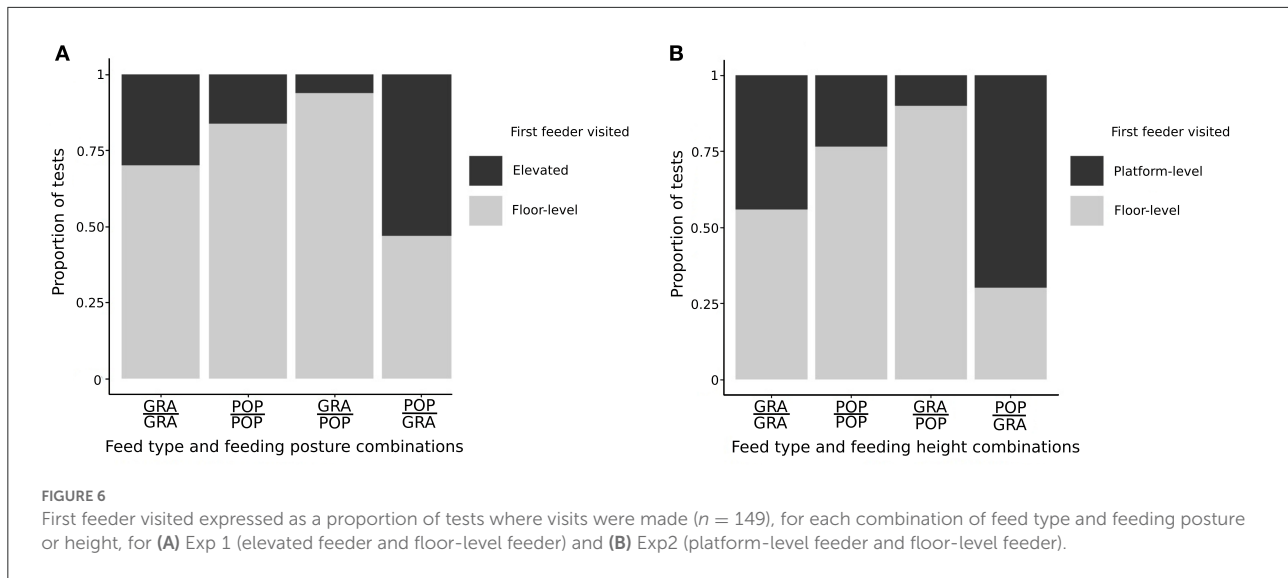 A
Proportion of tests
1
0.75
0.50
0.25
0
GRA POP GRA POP
GRA POP POP GRA
Feed type and feeding posture combinations
First feeder visited
Elevated
Floor-level
B
Proportion of tests
1
0.75
0.50
0.25
0
GRA POP GRA POP
GRA POP POP GRA
Feed type and feeding height combinations
First feeder visited
Platform-level
Floor-level
FIGURE 6
First feeder visited expressed as a proportion of tests where visits were made (n = 149), for each combination of feed type and feeding posture
or height, for (A) Exp 1 (elevated feeder and floor-level feeder) and (B) Exp2 (platform-level feeder and floor-level feeder).